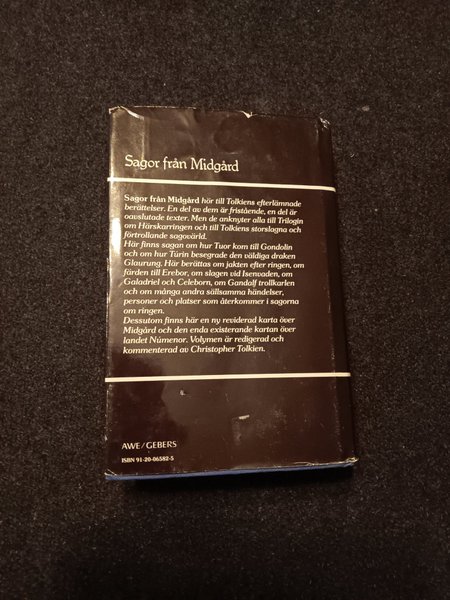 Sagor från Midgård
Sagor från Midgård hör till Tolkiens efterlämnade
berättelser. En del av dem är fristående, en del är
oavslutade texter. Men de anknyter alla till Trilogin
om Härskarringen och till Tolkiens storslagna och
förtrollande sagovärld.
Här finns sagan om hur Tuor kom till Gondolin
och om hur Túrin besegrade den väldiga draken
Glaurung. Här berättas om jakten efter ringen, om
färden till Erebor, om slagen vid Isenvaden, om
Galadriel och Celeborn, om Gandolf trollkarlen
och om många andra sällsamma händelser,
personer och platser som återkommer i sagorna
om ringen.
Dessutom finns här en ny reviderad karta över
Midgård och den enda existerande kartan över
landet Númenor. Volymen är redigerad och
kommenterad av Christopher Tolkien.
AWE/GEBERS
ISBN 91-20-06582-5